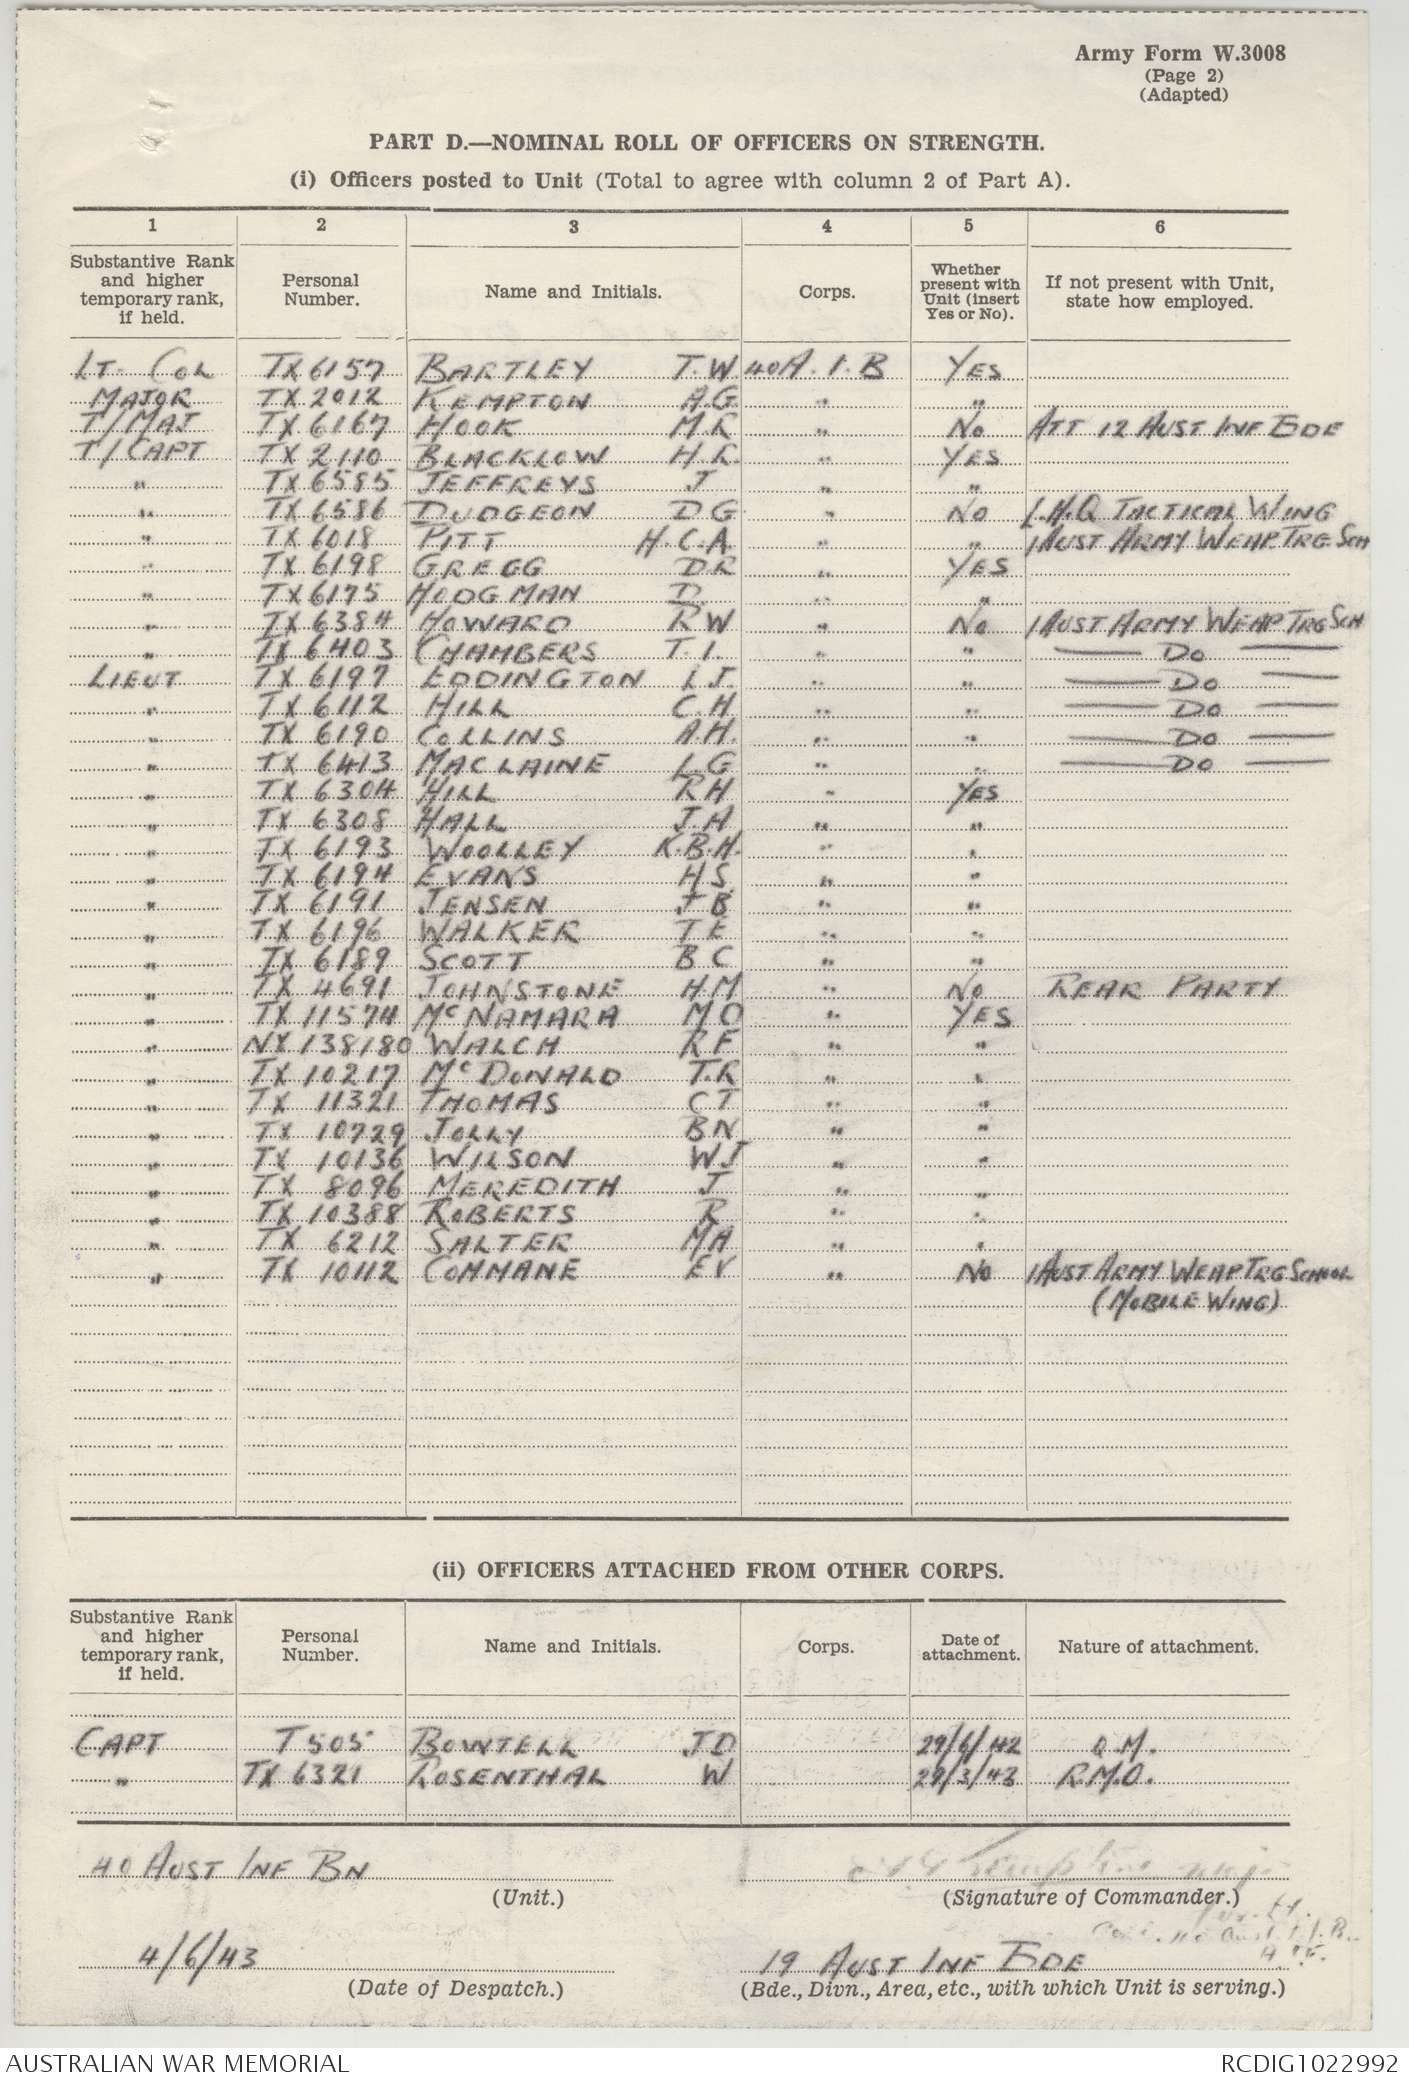 Army Form W.3008
(Page 2)
(Adapted)
PART D.—NOMINAL ROLL OF OFFICERS ON STRENGTH.
(i) Officers posted to Unit (Total to agree with column 2 of Part A).
1 2 3 4 5 6
Substantive Rank and higher temporary rank, if held. Personal Number. Name and Initials. Corps. Whether present with Unit (insert Yes or No). If not present with Unit, state how employed.
LT. COL TX 6157 BARTLEY T.W 40 A.I.B YES
MAJOR TX 2012 KEMPTON A.G " "
T/MAJ TX 6167 HOOK M.R " NO ATT 12 AUST INF BDE
T/CAPT TX 2110 BLACKLOW H.R. " YES
" TX 6585 JEFFREYS J " "
" TX 6586 DUDGEON D G " NO L.H.Q TACTICAL WING
" TX 6018 PITT H.C.A. " " 1 AUST ARMY WEAP. TRG. SCH
" TX 6198 GREGG D R " YES
" TX 6175 HODGMAN D " "
" TX 6384 HOWARD R W " NO 1 AUST ARMY WEAP TRG SCH
" TX 6403 CHAMBERS T. I. " " — DO —
LIEUT TX 6197 EDDINGTON L J. " " — DO —
" TX 6112 HILL C. H " " — DO —
" TX 6190 COLLINS A.H. " " — DO —
" TX 6413 MACLAINE L. G " " — DO —
" TX 6304 HILL R H " YES
" TX 6308 HALL J. A " "
" TX 6193 WOOLLEY K.B.H. " "
" TX 6194 EVANS H S " "
" TX 6191 JENSEN J B " "
" TX 6196 WALKER T E " "
" TX 6189 SCOTT B C " "
" TX 4691 JOHNSTONE H.M " NO REAR PARTY
" TX 11574 McNAMARA M O " YES
" NX 138180 WALCH R F " "
" TX 10217 McDONALD T.R " "
" TX 11321 THOMAS C T " "
" TX 10729 JOLLY B N " "
" TX 10136 WILSON W J " "
" TX 8096 MEREDITH J " "
" TX 10388 ROBERTS R " "
" TX 6212 SALTER M A " "
" TX 10112 COMMANE E V " NO 1 AUST ARMY WEAP TRG SCHOOL
(MOBILE WING)
(ii) OFFICERS ATTACHED FROM OTHER CORPS.
Substantive Rank and higher temporary rank, if held. Personal Number. Name and Initials. Corps. Date of attachment. Nature of attachment.
CAPT T 505 BOWTELL J D 29/6/42 Q.M.
" TX 6321 ROSENTHAL W 29/3/43 R.M.O.
40 AUST INF BN
(Unit.) (Signature of Commander.)
4/6/43 19 AUST INF BDE
(Date of Despatch.) (Bde., Divn., Area, etc., with which Unit is serving.)
AUSTRALIAN WAR MEMORIAL RCDIG1022992